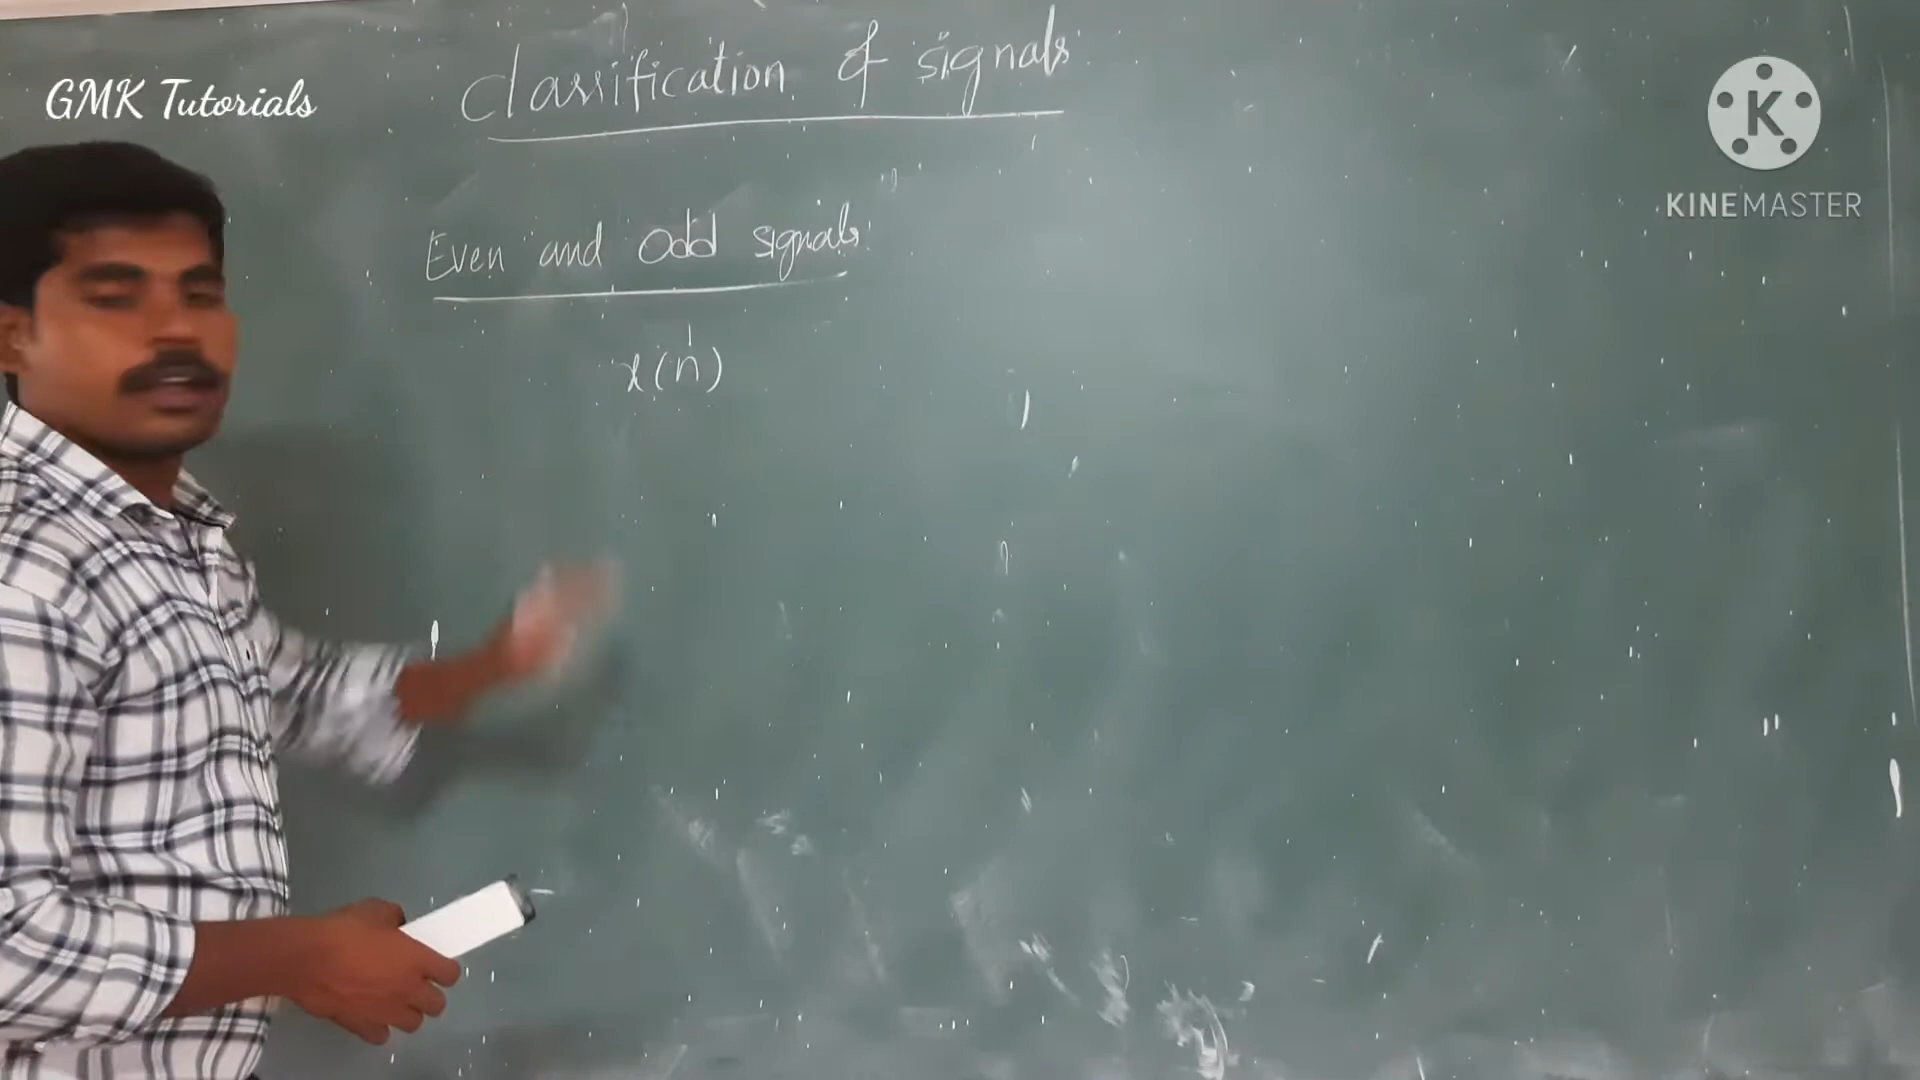 Classification of signals
GMK Tutorials
K
KINEMASTER
Even and Odd signals
x(n)